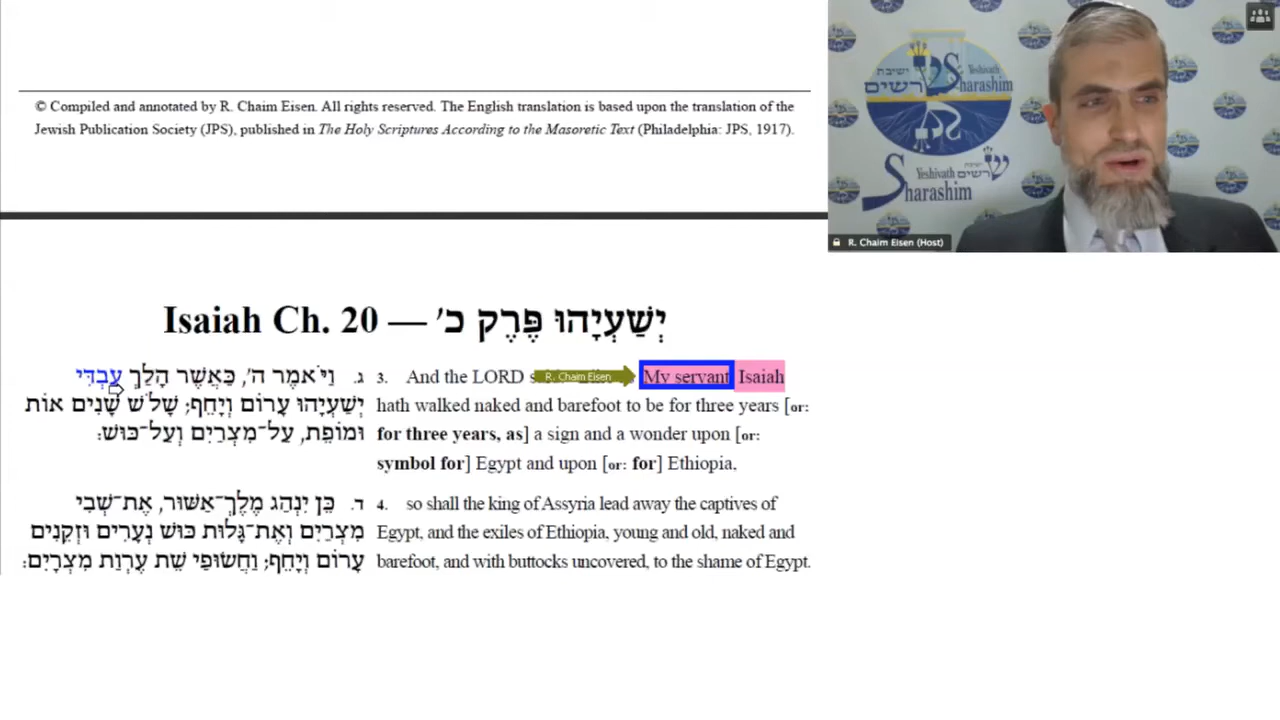 © Compiled and annotated by R. Chaim Eisen. All rights reserved. The English translation is based upon the translation of the
Jewish Publication Society (JPS), published in The Holy Scriptures According to the Masoretic Text (Philadelphia: JPS, 1917).
ישיבת שרשים
Yeshivath Sharashim
Yeshivath ישיבת שרשים
Sharashim
R. Chaim Eisen (Host)
Isaiah Ch. 20 — יְשַׁעְיָהוּ פֶּרֶק כ׳
ג. וַיֹּאמֶר ה׳, כַּאֲשֶׁר הָלַךְ עַבְדִּי
יְשַׁעְיָהוּ עָרוֹם וְיָחֵף; שָׁלֹשׁ שָׁנִים אוֹת
וּמוֹפֵת, עַל־מִצְרַיִם וְעַל־כּוּשׁ:
3. And the LORD R. Chaim Eisen My servant Isaiah
hath walked naked and barefoot to be for three years [or:
for three years, as] a sign and a wonder upon [or:
symbol for] Egypt and upon [or: for] Ethiopia,
ד. כֵּן יִנְהַג מֶלֶךְ־אַשּׁוּר, אֶת־שְׁבִי
מִצְרַיִם וְאֶת־גָּלוּת כּוּשׁ נְעָרִים וּזְקֵנִים
עָרוֹם וְיָחֵף; וַחֲשׂוּפַי שֵׁת עֶרְוַת מִצְרָיִם:
4. so shall the king of Assyria lead away the captives of
Egypt, and the exiles of Ethiopia, young and old, naked and
barefoot, and with buttocks uncovered, to the shame of Egypt.